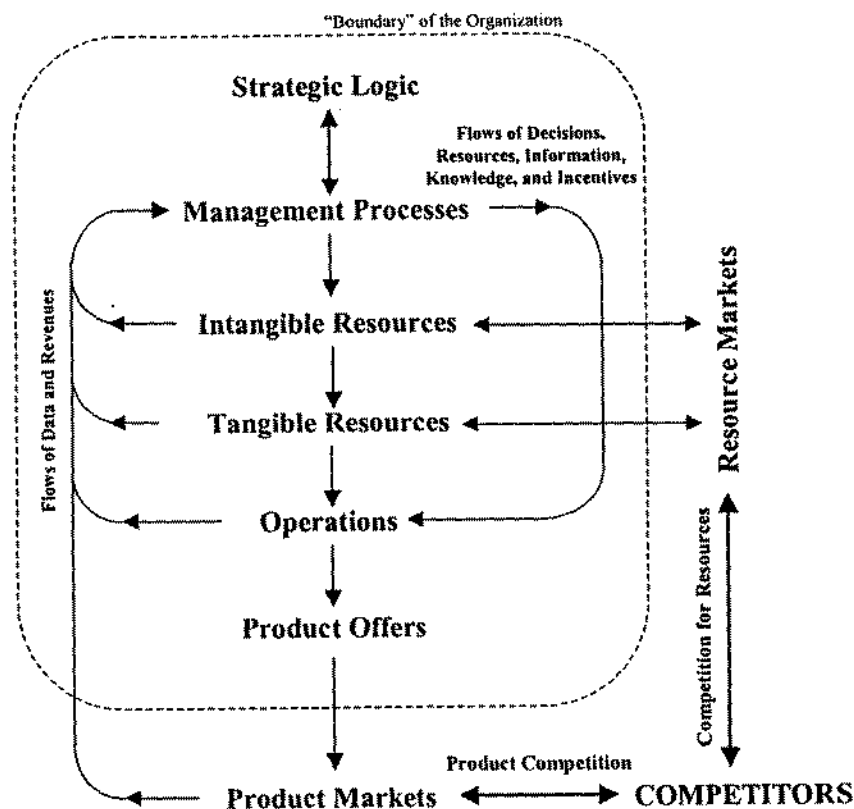 “Boundary” of the Organization
Strategic Logic
Flows of Decisions,
Resources, Information,
Knowledge, and Incentives
Management Processes
Intangible Resources
Tangible Resources
Operations
Product Offers
Flows of Data and Revenues
Resource Markets
Competition for Resources
Product Competition
Product Markets
COMPETITORS